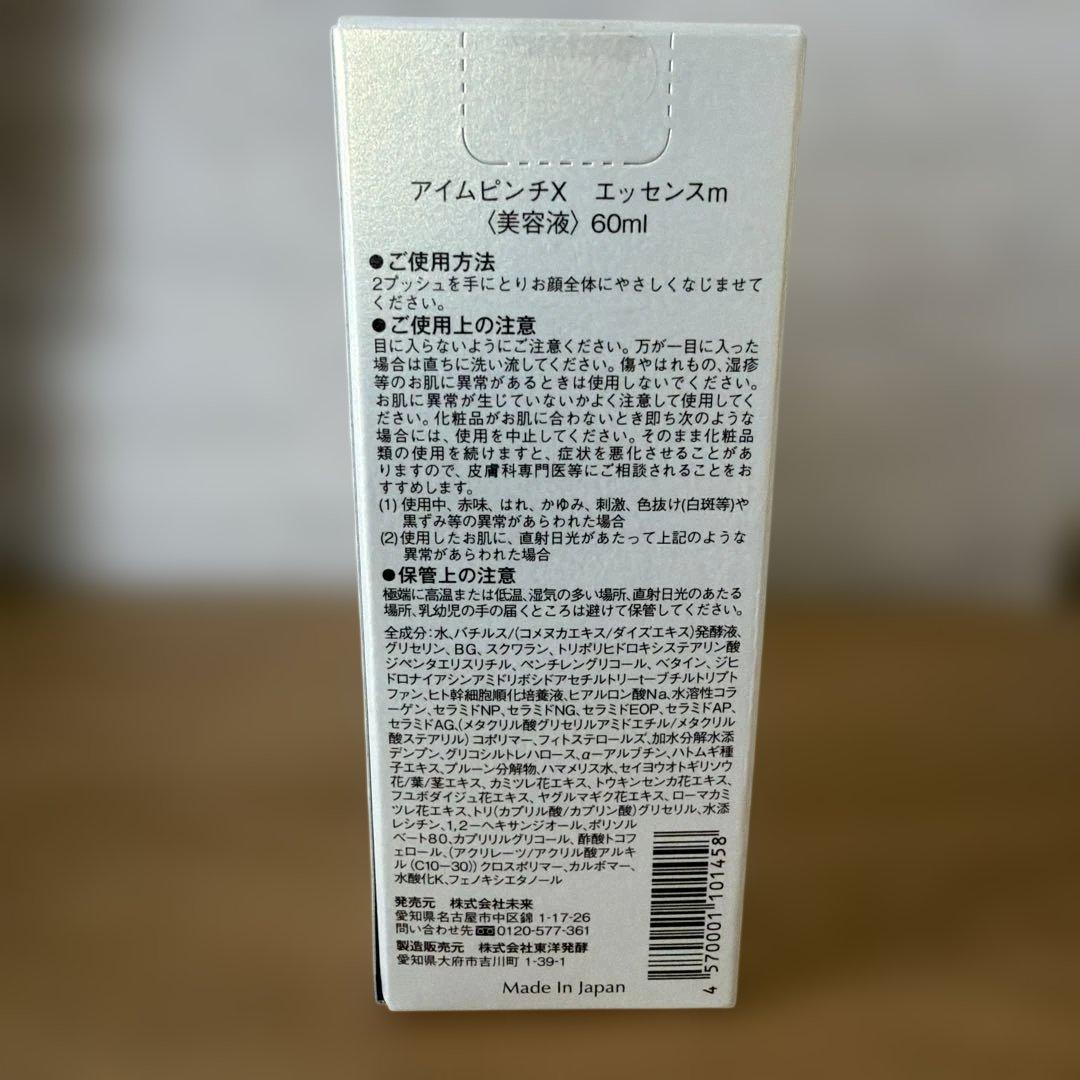 アイムピンチX エッセンスm
〈美容液〉60ml
●ご使用方法
2プッシュを手にとりお顔全体にやさしくなじませて
ください。
●ご使用上の注意
目に入らないようにご注意ください。万が一目に入った
場合は直ちに洗い流してください。傷やはれもの、湿疹
等のお肌に異常があるときは使用しないでください。
お肌に異常が生じていないかよく注意して使用してく
ださい。化粧品がお肌に合わないとき即ち次のような
場合には、使用を中止してください。そのまま化粧品
類の使用を続けますと、症状を悪化させることがあ
りますので、皮膚科専門医等にご相談されることをお
すすめします。
(1) 使用中、赤味、はれ、かゆみ、刺激、色抜け(白斑等)や
黒ずみ等の異常があらわれた場合
(2)使用したお肌に、直射日光があたって上記のような
異常があらわれた場合
●保管上の注意
極端に高温または低温、湿気の多い場所、直射日光のあたる
場所、乳幼児の手の届くところは避けて保管してください。
全成分:水、バチルス/(コメヌカエキス/ダイズエキス)発酵液、
グリセリン、BG、スクワラン、トリポリヒドロキシステアリン酸
ジペンタエリスリチル、ペンチレングリコール、ベタイン、ジヒ
ドロナイアシンアミドリボシドアセチルトリーt-ブチルトリプト
ファン、ヒト幹細胞順化培養液、ヒアルロン酸Na、水溶性コラ
ーゲン、セラミドNP、セラミドNG、セラミドEOP、セラミドAP、
セラミドAG、(メタクリル酸グリセリルアミドエチル/メタクリル
酸ステアリル)コポリマー、フィトステロールズ、加水分解水添
デンプン、グリコシルトレハロース、α-アルブチン、ハトムギ種
子エキス、プルーン分解物、ハマメリス水、セイヨウオトギリソウ
花/葉/茎エキス、カミツレ花エキス、トウキンセンカ花エキス、
フユボダイジュ花エキス、ヤグルマギク花エキス、ローマカミ
ツレ花エキス、トリ(カプリル酸/カプリン酸)グリセリル、水添
レシチン、1,2-ヘキサンジオール、ポリソル
ベート80、カプリリルグリコール、酢酸トコフ
ェロール、(アクリレーツ/アクリル酸アルキ
ル(C10-30))クロスポリマー、カルボマー、
水酸化K、フェノキシエタノール
発売元 株式会社未来
愛知県名古屋市中区錦 1-17-26
問い合わせ先 0120-577-361
製造販売元 株式会社東洋発酵
愛知県大府市吉川町 1-39-1
Made In Japan
4 570001 101458